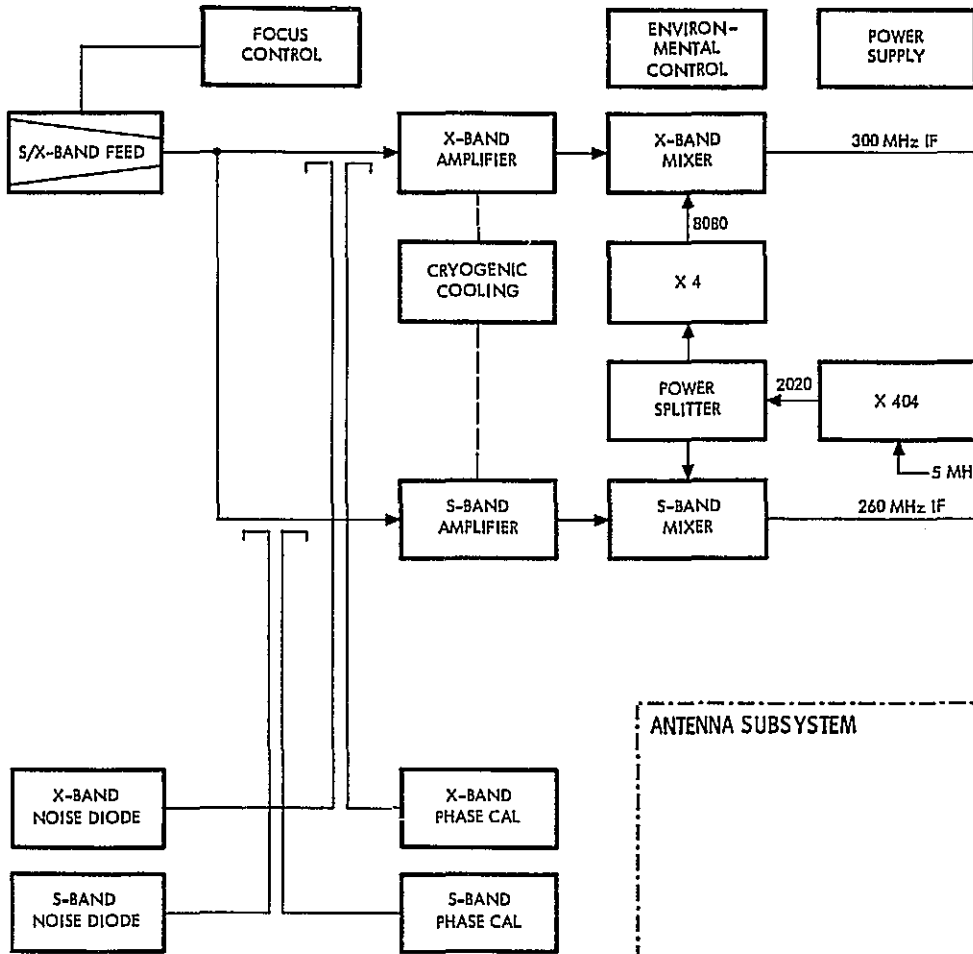 FOCUS
CONTROL
ENVIRON-
MENTAL
CONTROL
POWER
SUPPLY
S/X-BAND FEED
X-BAND
AMPLIFIER
X-BAND
MIXER
300 MHz IF
8080
CRYOGENIC
COOLING
X 4
POWER
SPLITTER
2020
X 404
5 MH
S-BAND
AMPLIFIER
S-BAND
MIXER
260 MHz IF
ANTENNA SUBSYSTEM
X-BAND
NOISE DIODE
X-BAND
PHASE CAL
S-BAND
NOISE DIODE
S-BAND
PHASE CAL